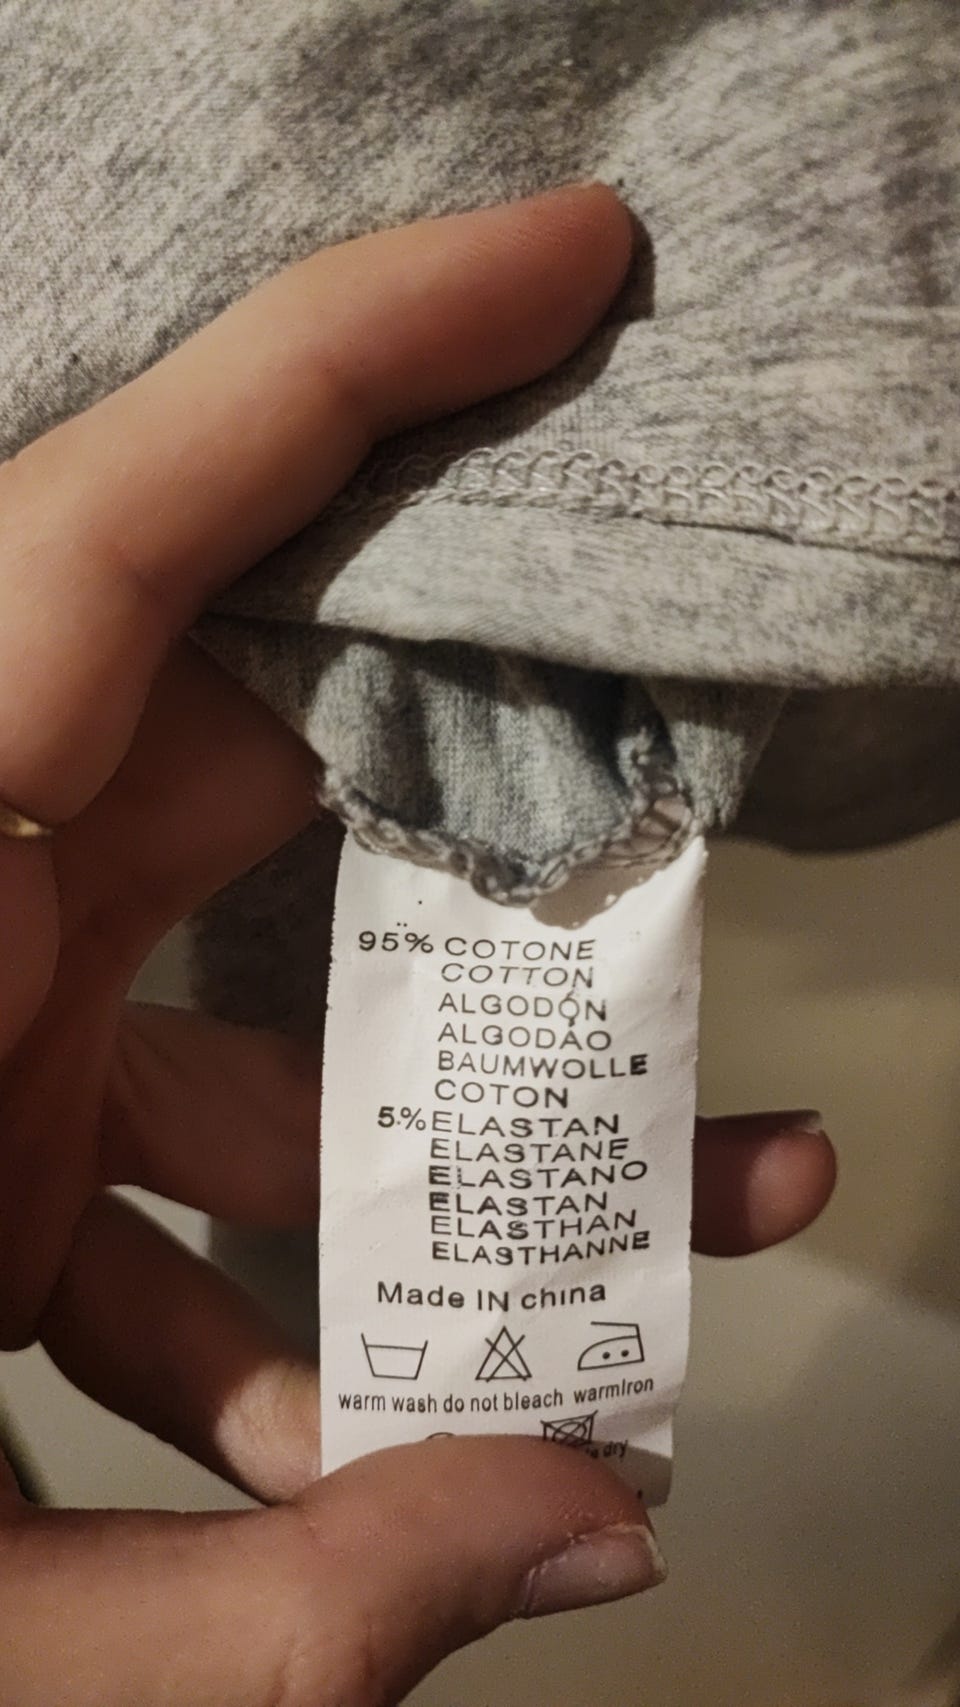 95% COTONE
COTTON
ALGODÓN
ALGODÃO
BAUMWOLLE
COTON
5% ELASTAN
ELASTANE
ELASTANO
ELASTAN
ELASTHAN
ELASTHANNE
Made IN china
warm wash do not bleach warmIron
dry